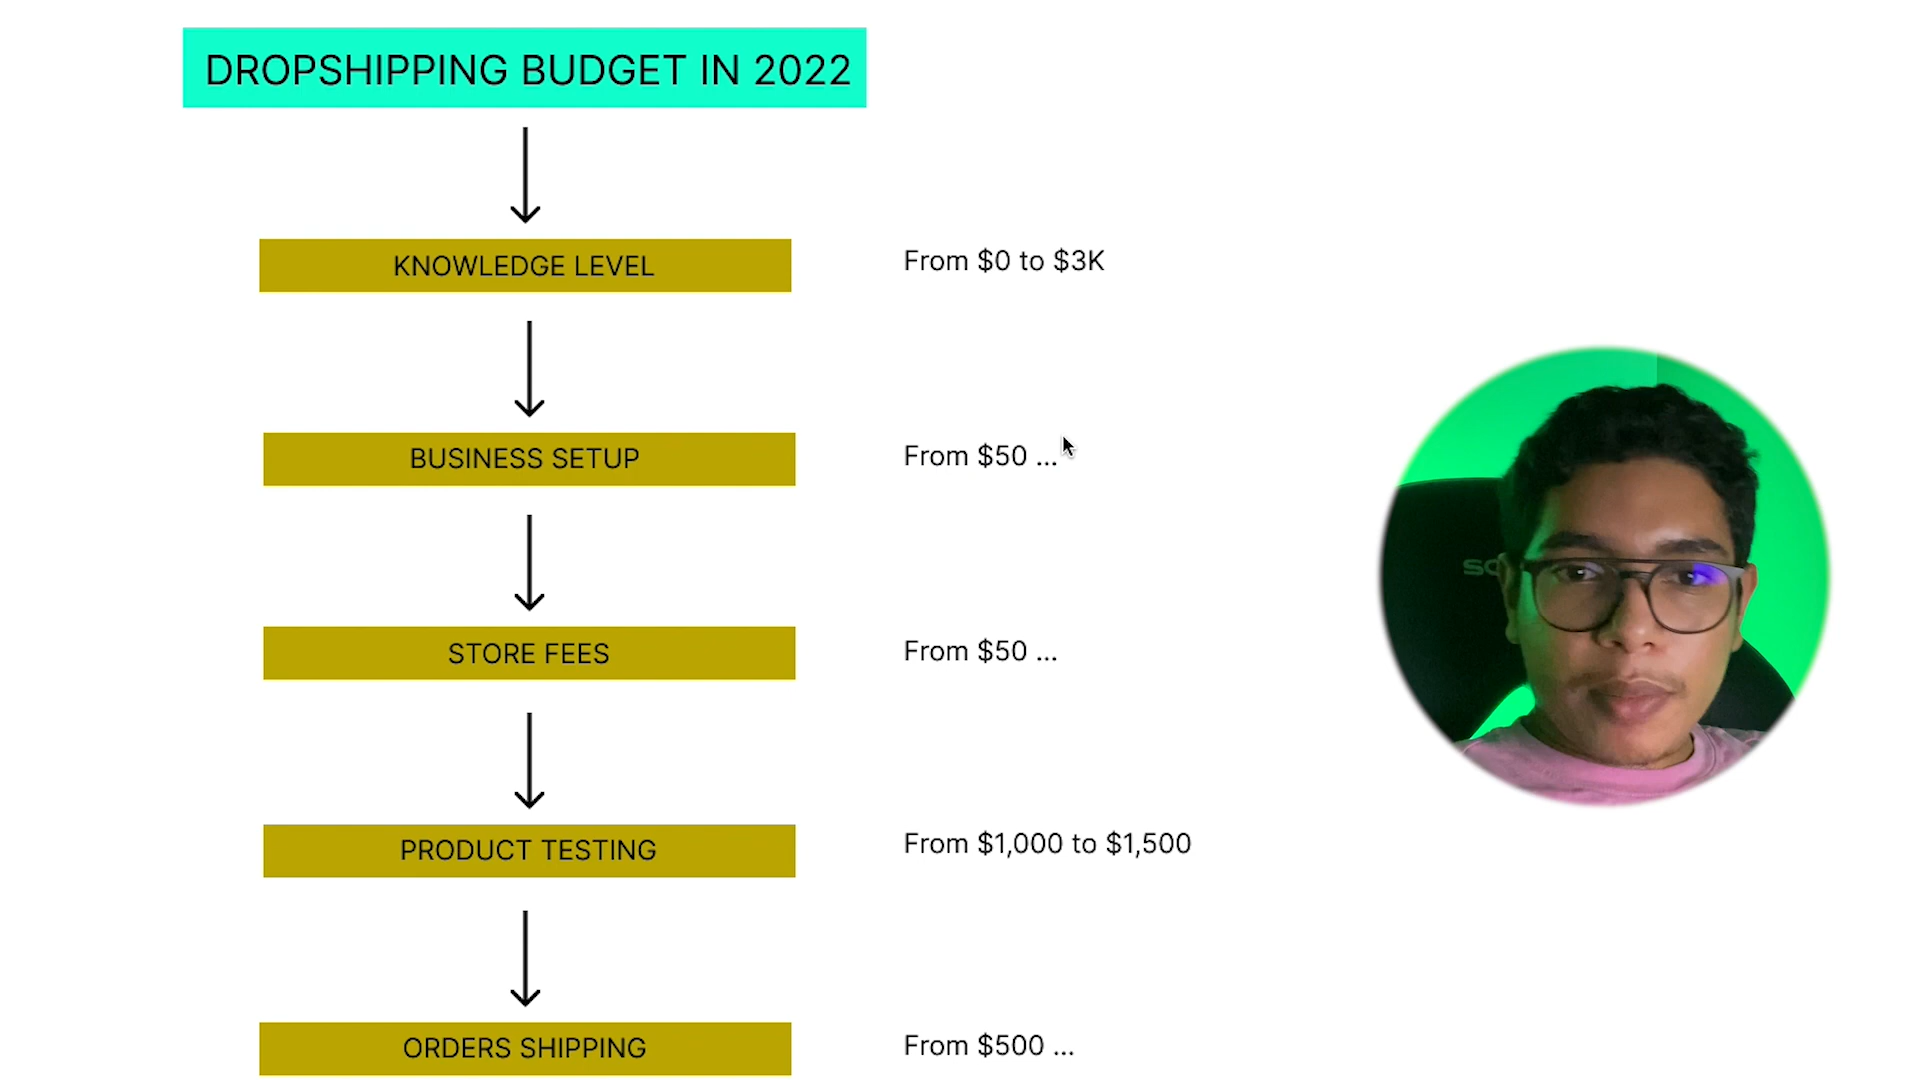 DROPSHIPPING BUDGET IN 2022
KNOWLEDGE LEVEL
From $0 to $3K
BUSINESS SETUP
From $50 ...
STORE FEES
From $50 ...
PRODUCT TESTING
From $1,000 to $1,500
ORDERS SHIPPING
From $500 ...